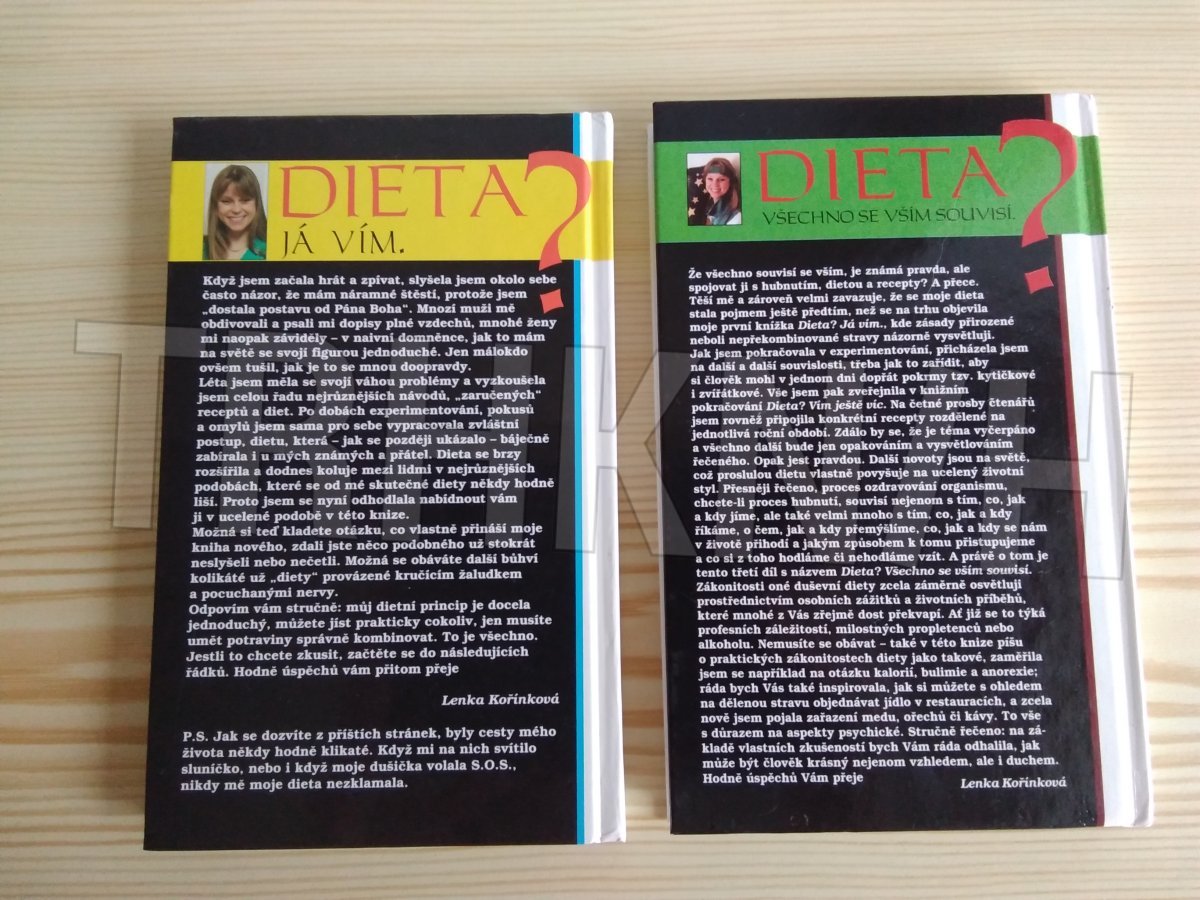 DIETA?
JÁ VÍM.
Když jsem začala hrát a zpívat, slyšela jsem okolo sebe
často názor, že mám náramné štěstí, protože jsem
„dostala postavu od Pána Boha“. Mnozí muži mě
obdivovali a psali mi dopisy plné vzdechů, mnohé ženy
mi naopak záviděly – v naivní domněnce, jak to mám
na světě se svojí figurou jednoduché. Jen málokdo
ovšem tušil, jak je to se mnou doopravdy.
Léta jsem měla se svojí váhou problémy a vyzkoušela
jsem celou řadu nejrůznějších návodů, „zaručených“
receptů a diet. Po dobách experimentování, pokusů
a omylů jsem sama pro sebe vypracovala zvláštní
postup, dietu, která – jak se později ukázalo – báječně
zabírala i u mých známých a přátel. Dieta se brzy
rozšířila a dodnes koluje mezi lidmi v nejrůznějších
podobách, které se od mé skutečné diety někdy hodně
liší. Proto jsem se nyní odhodlala nabídnout vám
ji v ucelené podobě v této knize.
Možná si teď kladete otázku, co vlastně přináší moje
kniha nového, zdali jste něco podobného už stokrát
neslyšeli nebo nečetli. Možná se obáváte další bůhví
kolikáté už „diety“ provázené kručícím žaludkem
a pocuchanými nervy.
Odpovím vám stručně: můj dietní princip je docela
jednoduchý, můžete jíst prakticky cokoliv, jen musíte
umět potraviny správně kombinovat. To je všechno.
Jestli to chcete zkusit, začtěte se do následujících
řádků. Hodně úspěchů vám přitom přeje
Lenka Kořínková
P.S. Jak se dozvíte z příštích stránek, byly cesty mého
života někdy hodně klikaté. Když mi na nich svítilo
sluníčko, nebo i když moje dušička volala S.O.S.,
nikdy mě moje dieta nezklamala.
DIETA?
VŠECHNO SE VŠÍM SOUVISÍ.
Že všechno souvisí se vším, je známá pravda, ale
spojovat ji s hubnutím, dietou a recepty? A přece.
Těší mě a zároveň velmi zavazuje, že se moje dieta
stala pojmem ještě předtím, než se na trhu objevila
moje první knížka Dieta? Já vím., kde zásady přirozené
neboli nepřekombinované stravy názorně vysvětluji.
Jak jsem pokračovala v experimentování, přicházela jsem
na další a další souvislosti, třeba jak to zařídit, aby
si člověk mohl v jednom dni dopřát pokrmy tzv. kytičkové
i zvířátkové. Vše jsem pak zveřejnila v knižním
pokračování Dieta? Vím ještě víc. Na četné prosby čtenářů
jsem rovněž připojila konkrétní recepty rozdělené na
jednotlivá roční období. Zdálo by se, že je téma vyčerpáno
a všechno další bude jen opakováním a vysvětlováním
řečeného. Opak jest pravdou. Další novoty jsou na světě,
což proslulou dietu vlastně povyšuje na ucelený životní
styl. Přesněji řečeno, proces ozdravování organismu,
chcete-li proces hubnutí, souvisí nejenom s tím, co, jak
a kdy jíme, ale také velmi mnoho s tím, co, jak a kdy
říkáme, o čem, jak a kdy přemýšlíme, co, jak a kdy se nám
v životě přihodí a jakým způsobem k tomu přistupujeme
a co si z toho hodláme či nehodláme vzít. A právě o tom je
tento třetí díl s názvem Dieta? Všechno se vším souvisí.
Zákonitosti oné duševní diety zcela záměrně osvětluji
prostřednictvím osobních zážitků a životních příběhů,
které mnohé z Vás zřejmě dost překvapí. Ať již se to týká
profesních záležitostí, milostných propletenců nebo
alkoholu. Nemusíte se obávat – také v této knize píšu
o praktických zákonitostech diety jako takové, zaměřila
jsem se například na otázku kalorií, bulimie a anorexie;
ráda bych Vás také inspirovala, jak si můžete s ohledem
na dělenou stravu objednávat jídlo v restauracích, a zcela
nově jsem pojala zařazení medu, ořechů či kávy. To vše
s důrazem na aspekty psychické. Stručně řečeno: na zá-
kladě vlastních zkušeností bych Vám ráda odhalila, jak
může být člověk krásný nejenom vzhledem, ale i duchem.
Hodně úspěchů Vám přeje
Lenka Kořínková